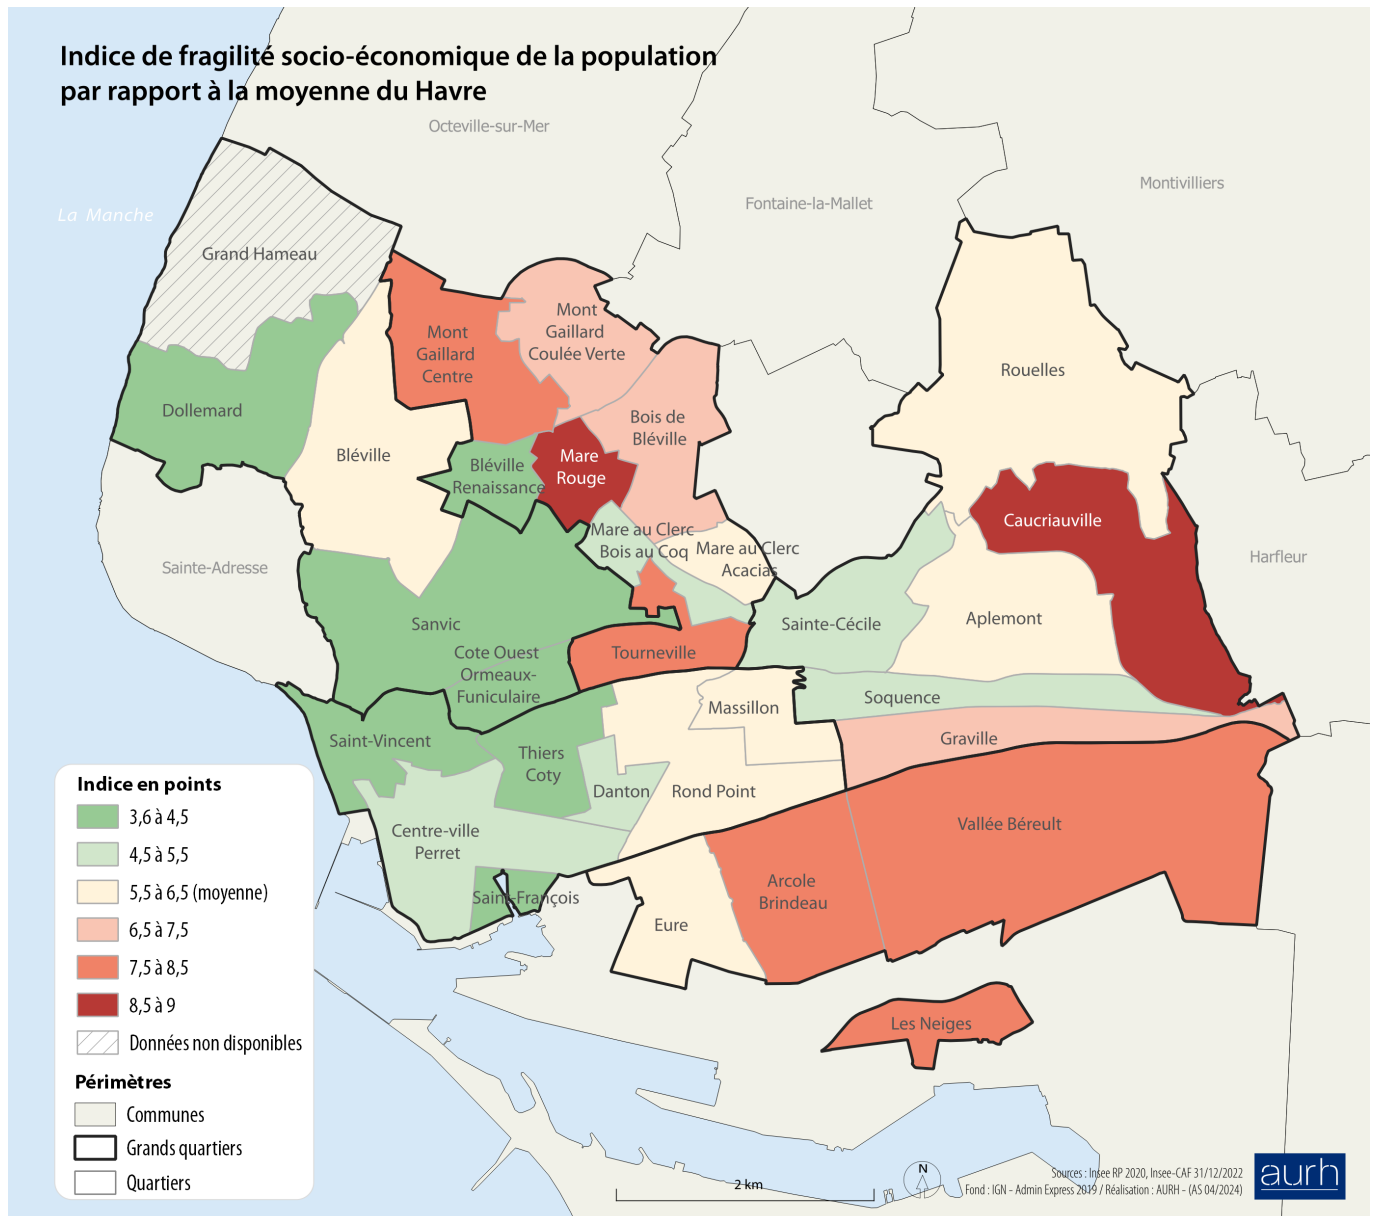 Indice de fragilité socio-économique de la population
par rapport à la moyenne du Havre
Octeville-sur-Mer
Montivilliers
Fontaine-la-Mallet
La Manche
Grand Hameau
Mont
Gaillard
Coulée Verte
Mont
Gaillard
Centre
Rouelles
Dollemard
Bois de
Bléville
Bléville
Mare
Rouge
Bléville
Renaissance
Caucriauville
Mare au Clerc
Bois au Coq
Mare au Clerc
Acacias
Harfleur
Sainte-Adresse
Sanvic
Sainte-Cécile
Aplemont
Cote Ouest
Ormeaux-
Funiculaire
Tourneville
Soquence
Massillon
Graville
Saint-Vincent
Thiers
Coty
Danton
Rond Point
Vallée Béreult
Centre-ville
Perret
Arcole
Brindeau
Saint-François
Eure
Les Neiges
Indice en points
3,6 à 4,5
4,5 à 5,5
5,5 à 6,5 (moyenne)
6,5 à 7,5
7,5 à 8,5
8,5 à 9
Données non disponibles
Périmètres
Communes
Grands quartiers
Quartiers
2 km
N
Sources : Insee RP 2020, Insee-CAF 31/12/2022
Fond : IGN - Admin Express 2019 / Réalisation : AURH - (AS 04/2024)
aurh